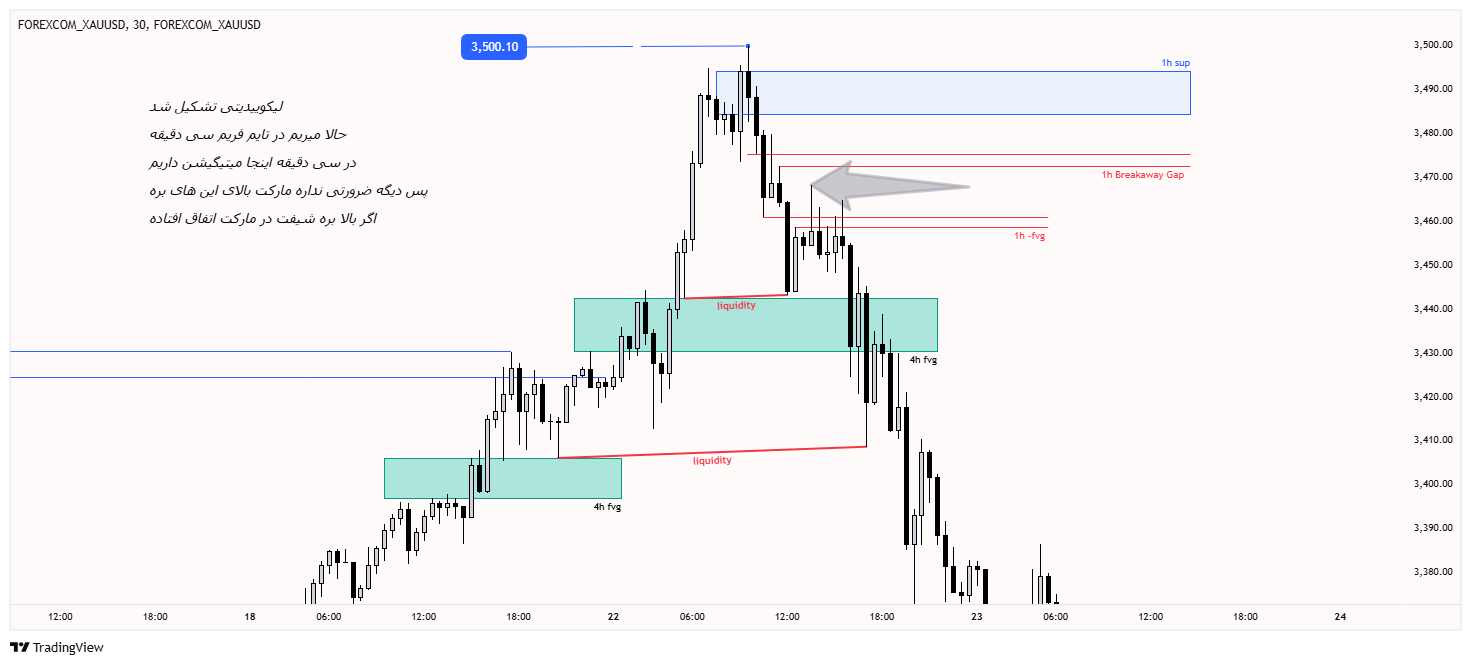 FOREXCOM_XAUUSD, 30, FOREXCOM_XAUUSD
3,500.10
3,500.00
1h sup
3,490.00
لیکوییدیتی تشکیل شد
حالا میریم در تایم فریم سی دقیقه
3,480.00
در سی دقیقه اینجا میتیگیشن داریم
3,470.00
1h Breakaway Gap
پس دیگه ضرورتی نداره مارکت بالای این های بره
اگر بالا بره شیفت در مارکت اتفاق افتاده
3,460.00
1h -fvg
3,450.00
liquidity
3,440.00
3,430.00
4h fvg
3,420.00
3,410.00
liquidity
3,400.00
4h fvg
3,390.00
3,380.00
12:00 18:00 18 06:00 12:00 18:00 22 06:00 12:00 18:00 23 06:00 12:00 18:00 24
TradingView